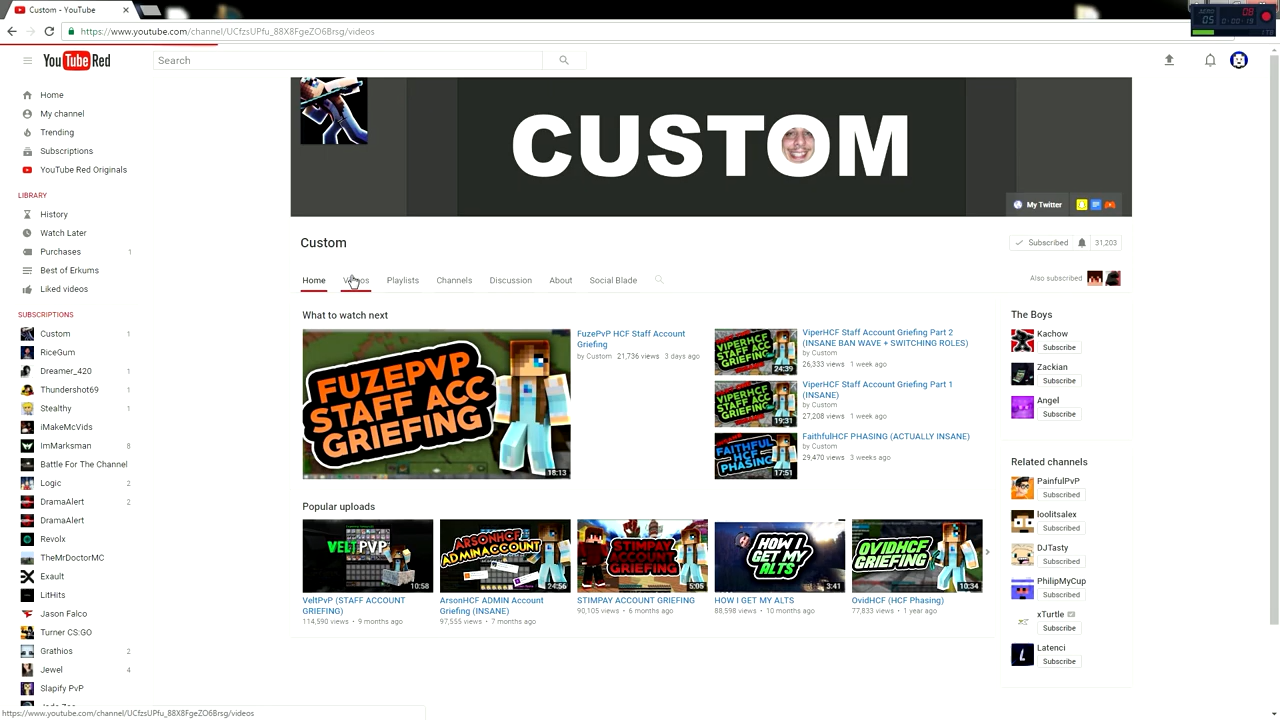 Custom - YouTube
https://www.youtube.com/channel/UCfzsUPfu_88X8FgeZO6Brsg/videos
05
08
0:00:19
YouTube Red
Search
Home
My channel
Trending
Subscriptions
YouTube Red Originals
LIBRARY
History
Watch Later
Purchases 1
Best of Erkums
Liked videos
SUBSCRIPTIONS
Custom 1
RiceGum
Dreamer_420 1
Thundershot69 1
Stealthy 1
iMakeMcVids
ImMarksman 8
Battle For The Channel
Logic 2
DramaAlert 2
DramaAlert
Revolx
TheMrDoctorMC
Exault
LitHits
Jason Falco
Turner CS:GO
Grathios 2
Jewel 4
Slapify PvP
CUSTOM
My Twitter
Custom
Subscribed 31,203
Home Videos Playlists Channels Discussion About Social Blade
Also subscribed
What to watch next
FUZEPVP
STAFF ACC
GRIEFING
18:13
FuzePvP HCF Staff Account
Griefing
by Custom 21,736 views 3 days ago
VIPERHCF
STAFF ACC
GRIEFING
24:39
ViperHCF Staff Account Griefing Part 2
(INSANE BAN WAVE + SWITCHING ROLES)
by Custom
26,333 views 1 week ago
VIPERHCF
STAFF ACC
GRIEFING
19:31
ViperHCF Staff Account Griefing Part 1
(INSANE)
by Custom
27,208 views 1 week ago
FAITHFUL
HCF
PHASING
17:51
FaithfulHCF PHASING (ACTUALLY INSANE)
by Custom
29,470 views 3 weeks ago
Popular uploads
VELTPVP
10:58
VeltPvP (STAFF ACCOUNT
GRIEFING)
114,590 views • 9 months ago
ARSONHCF
ADMIN ACCOUNT
24:56
ArsonHCF ADMIN Account
Griefing (INSANE)
97,555 views • 7 months ago
STIMPAY
ACCOUNT
GRIEFING
5:05
STIMPAY ACCOUNT GRIEFING
90,105 views • 6 months ago
HOW I
GET MY
ALTS
3:41
HOW I GET MY ALTS
88,598 views • 10 months ago
OVIDHCF
GRIEFING
10:34
OvidHCF (HCF Phasing)
77,833 views • 1 year ago
The Boys
Kachow
Subscribe
Zackian
Subscribe
Angel
Subscribe
Related channels
PainfulPvP
Subscribed
loolitsalex
Subscribed
DJTasty
Subscribed
PhilipMyCup
Subscribed
xTurtle
Subscribe
Latenci
Subscribe
https://www.youtube.com/channel/UCfzsUPfu_88X8FgeZO6Brsg/videos